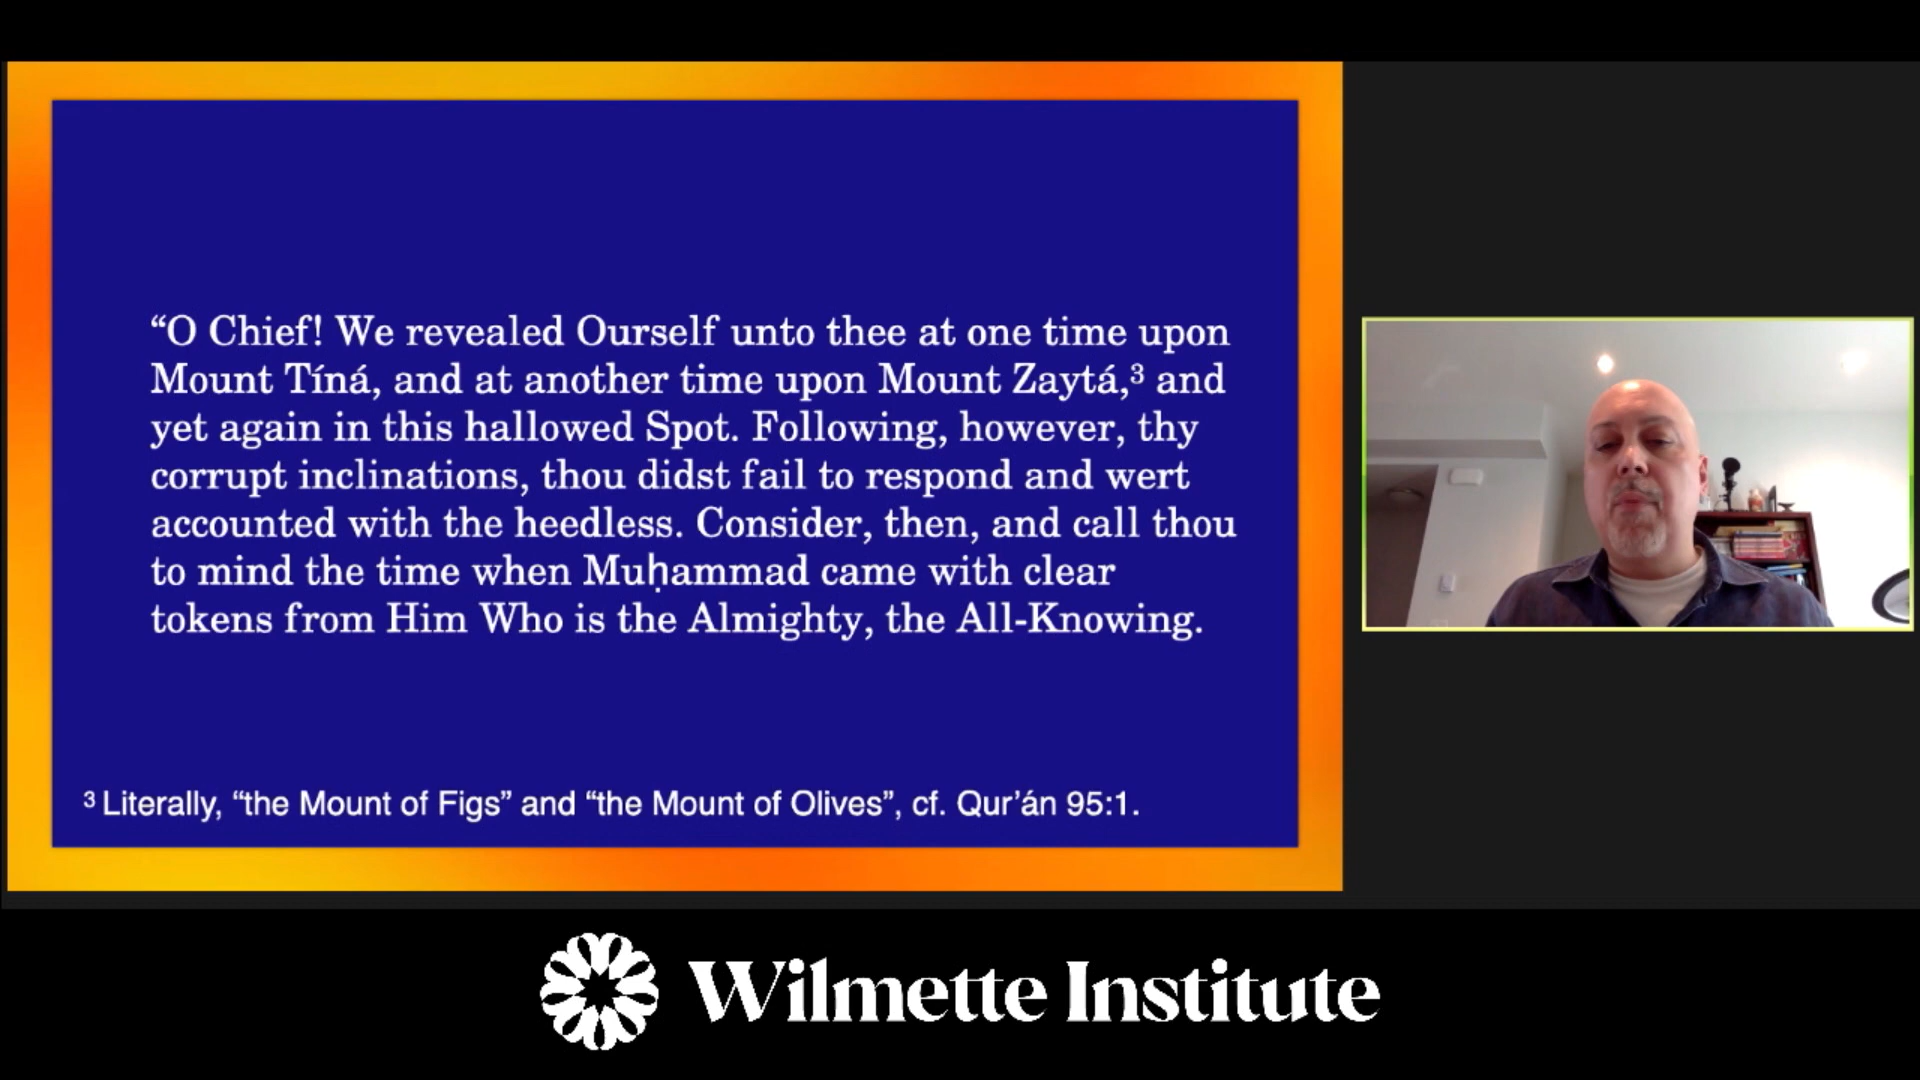 “O Chief! We revealed Ourself unto thee at one time upon
Mount Tíná, and at another time upon Mount Zaytá,³ and
yet again in this hallowed Spot. Following, however, thy
corrupt inclinations, thou didst fail to respond and wert
accounted with the heedless. Consider, then, and call thou
to mind the time when Muḥammad came with clear
tokens from Him Who is the Almighty, the All-Knowing.
³ Literally, “the Mount of Figs” and “the Mount of Olives”, cf. Qur’án 95:1.
Wilmette Institute